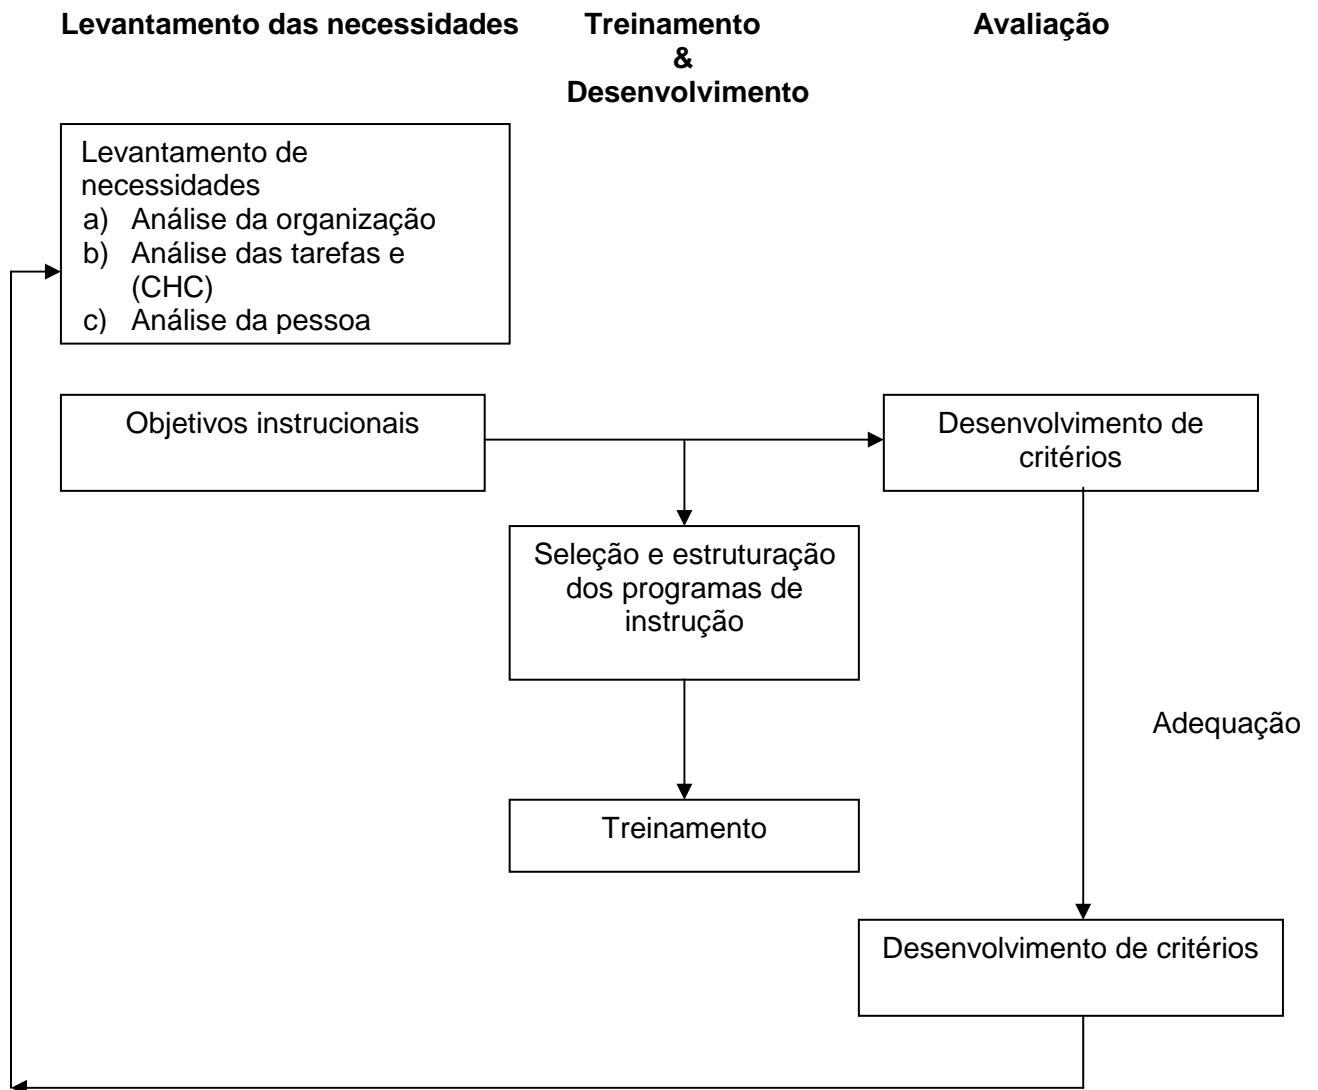 Levantamento das necessidades
Treinamento
&
Desenvolvimento
Avaliação
Levantamento de
necessidades
a) Análise da organização
b) Análise das tarefas e
(CHC)
c) Análise da pessoa
Objetivos instrucionais
Desenvolvimento de
critérios
Seleção e estruturação
dos programas de
instrução
Adequação
Treinamento
Desenvolvimento de critérios